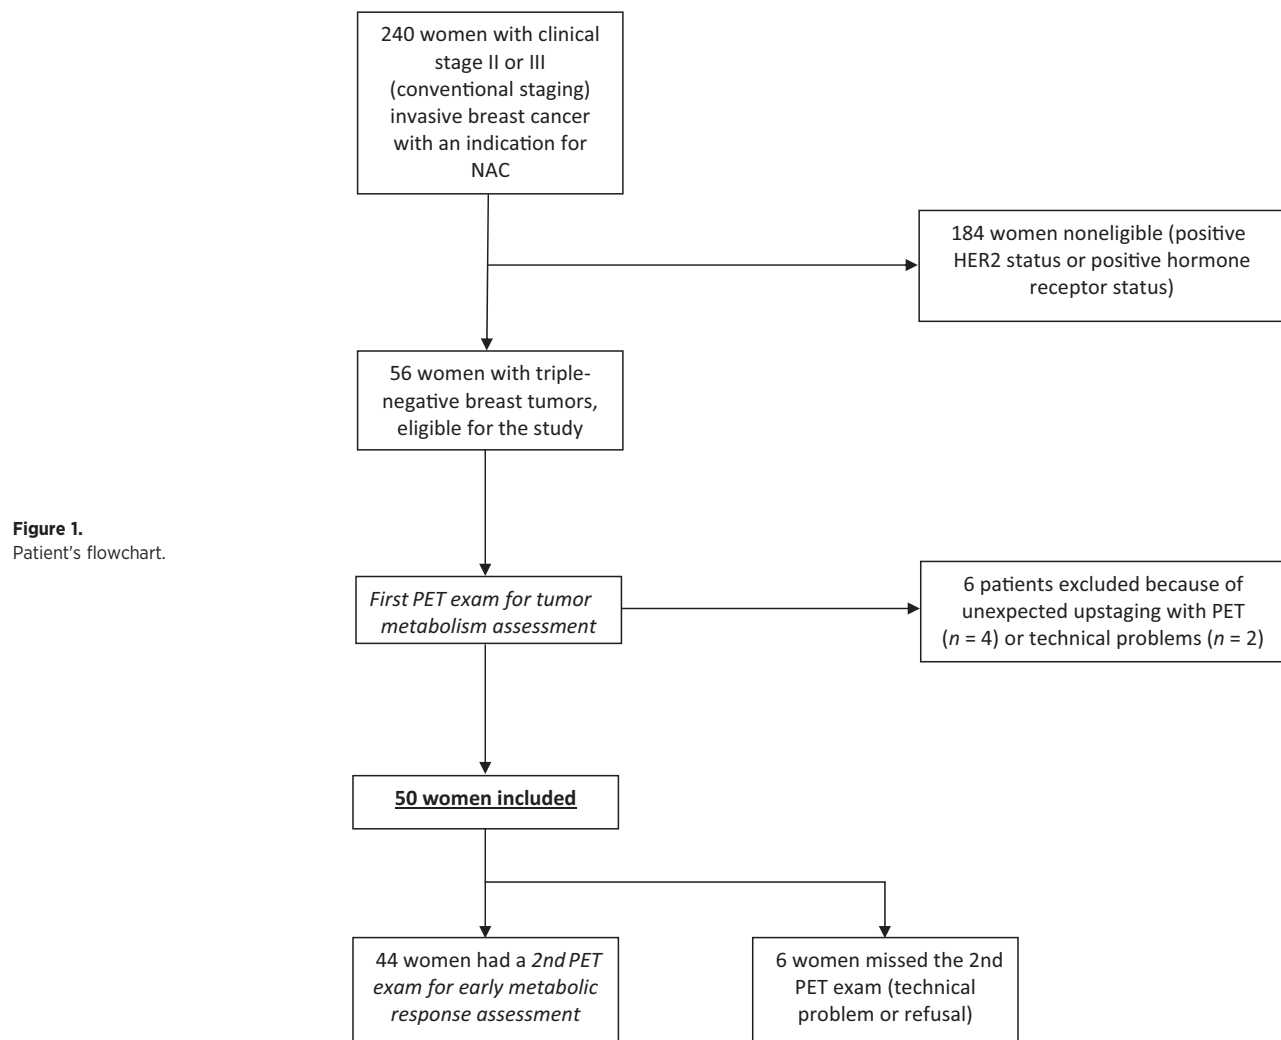 240 women with clinical
stage II or III
(conventional staging)
invasive breast cancer
with an indication for
NAC
184 women noneligible (positive
HER2 status or positive hormone
receptor status)
56 women with triple-
negative breast tumors,
eligible for the study
Figure 1.
Patient's flowchart.
First PET exam for tumor
metabolism assessment
6 patients excluded because of
unexpected upstaging with PET
(n = 4) or technical problems (n = 2)
50 women included
44 women had a 2nd PET
exam for early metabolic
response assessment
6 women missed the 2nd
PET exam (technical
problem or refusal)